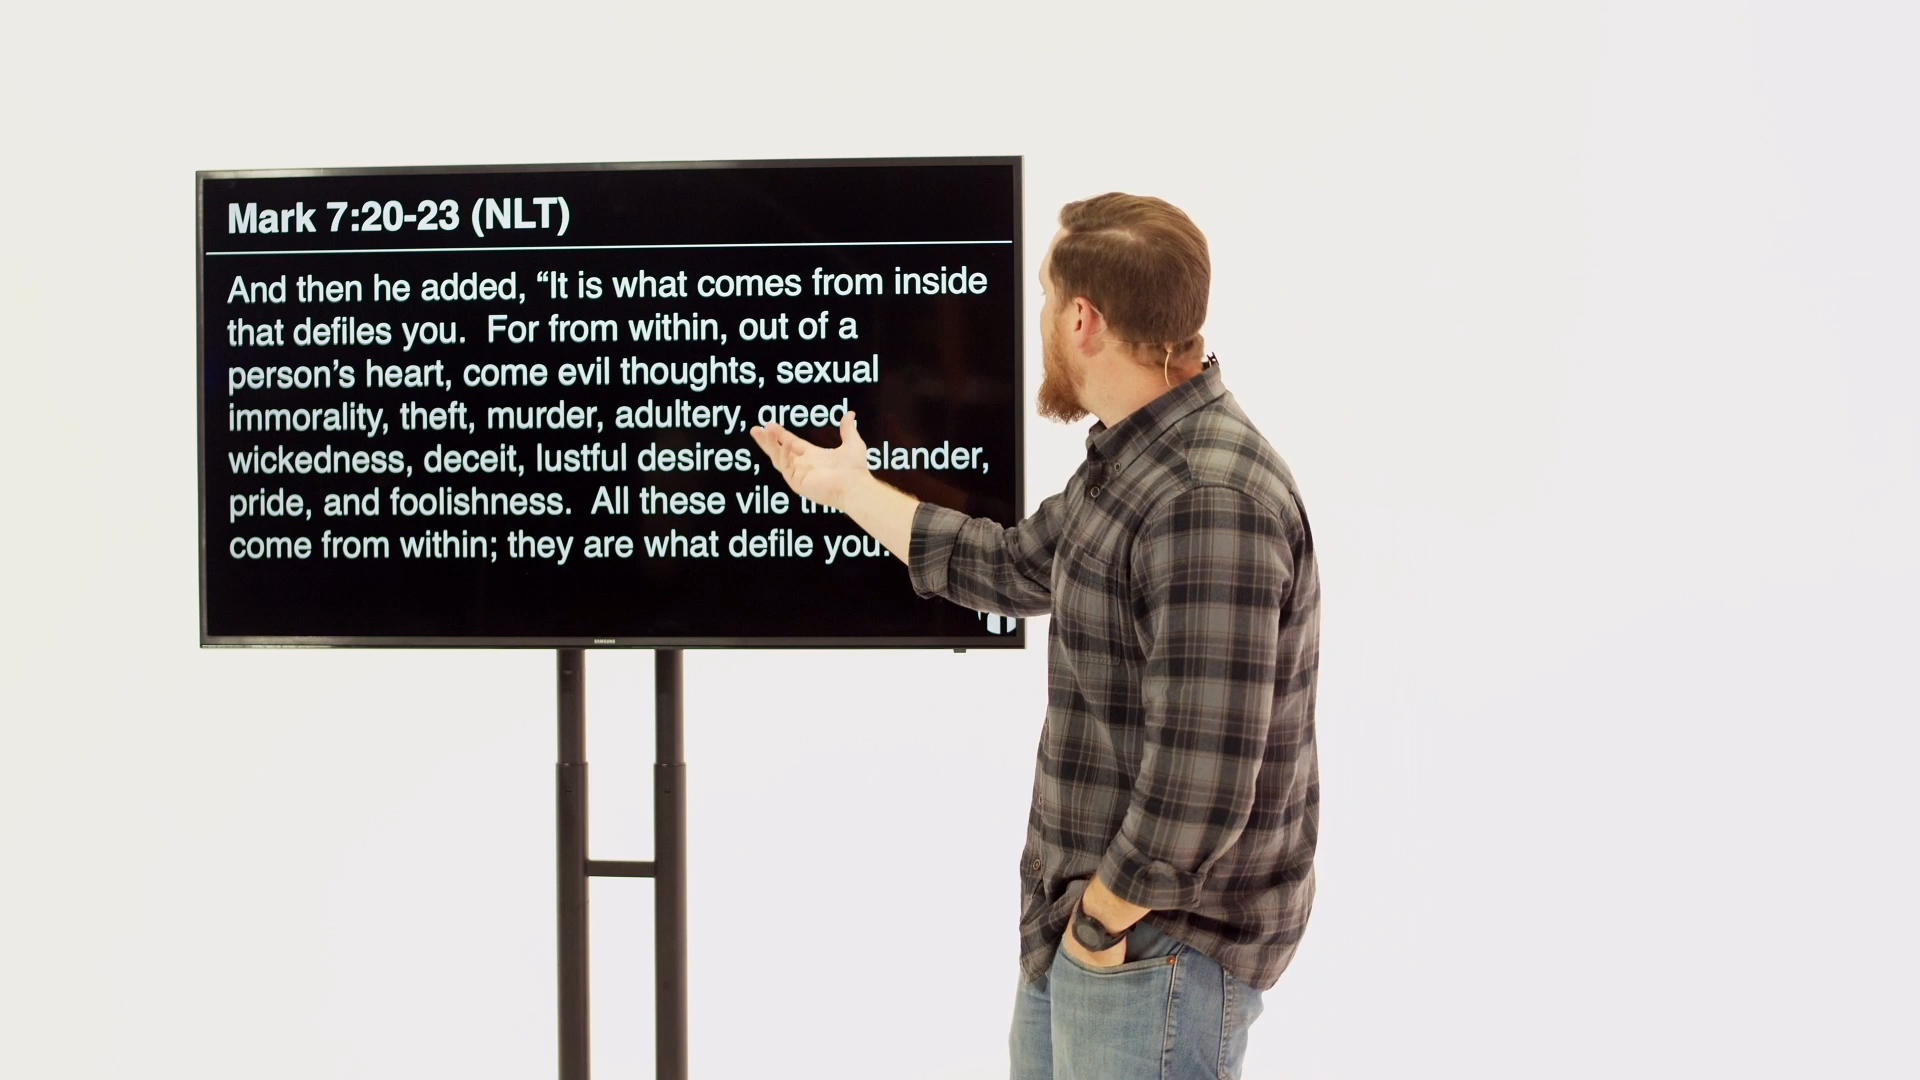 Mark 7:20-23 (NLT)
And then he added, “It is what comes from inside
that defiles you.  For from within, out of a
person’s heart, come evil thoughts, sexual
immorality, theft, murder, adultery, greed,
wickedness, deceit, lustful desires, slander,
pride, and foolishness.  All these vile
come from within; they are what defile you.
SAMSUNG